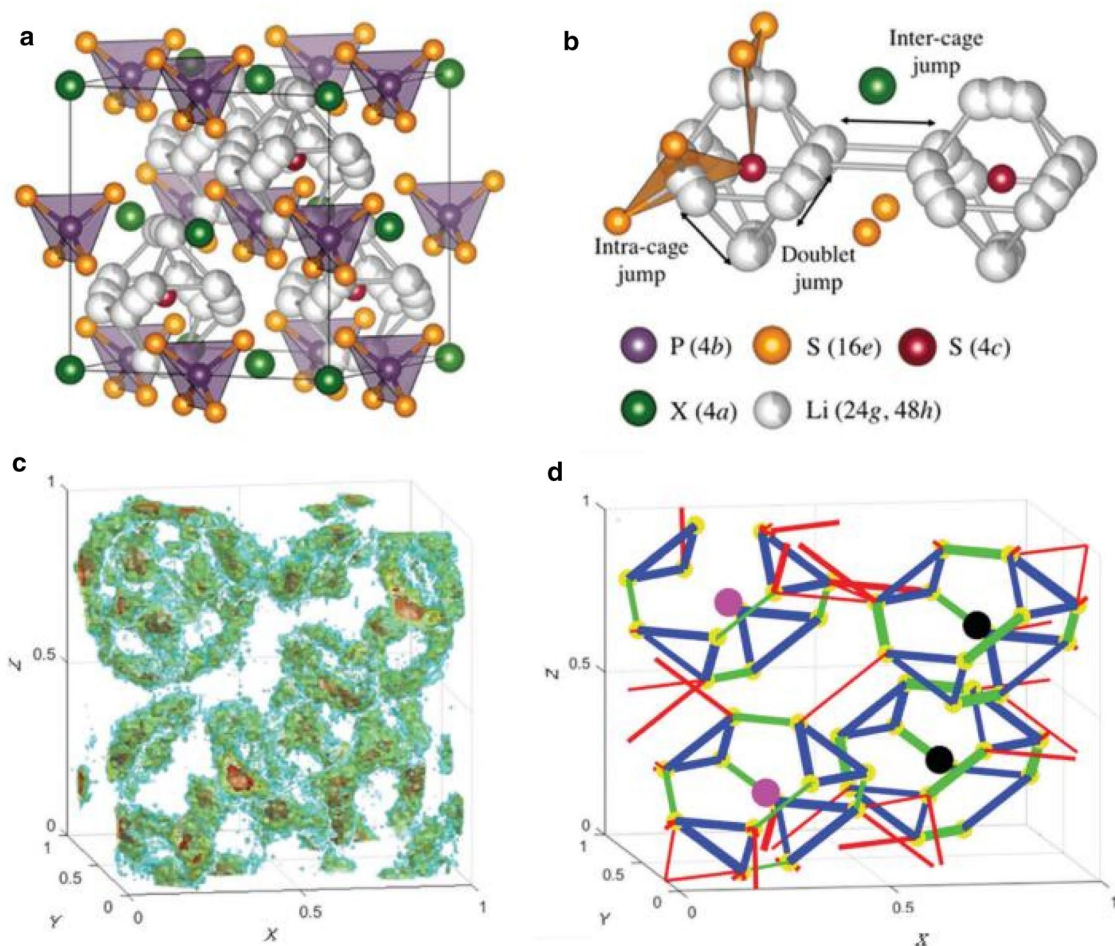 a
b
Inter-cage
jump
Intra-cage
jump
Doublet
jump
P (4b)
S (16e)
S (4c)
X (4a)
Li (24g, 48h)
c
1
0.5
0
Z
1
0.5
0
Y
0
0.5
1
X
d
1
0.5
0
Z
1
0.5
0
Y
0
0.5
1
X